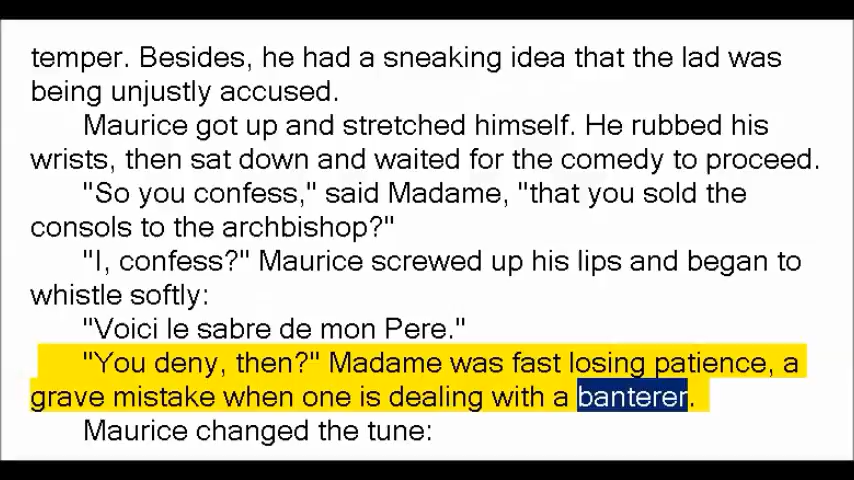 temper. Besides, he had a sneaking idea that the lad was
being unjustly accused.
Maurice got up and stretched himself. He rubbed his
wrists, then sat down and waited for the comedy to proceed.
"So you confess," said Madame, "that you sold the
consols to the archbishop?"
"I, confess?" Maurice screwed up his lips and began to
whistle softly:
"Voici le sabre de mon Pere."
"You deny, then?" Madame was fast losing patience, a
grave mistake when one is dealing with a banterer.
Maurice changed the tune: